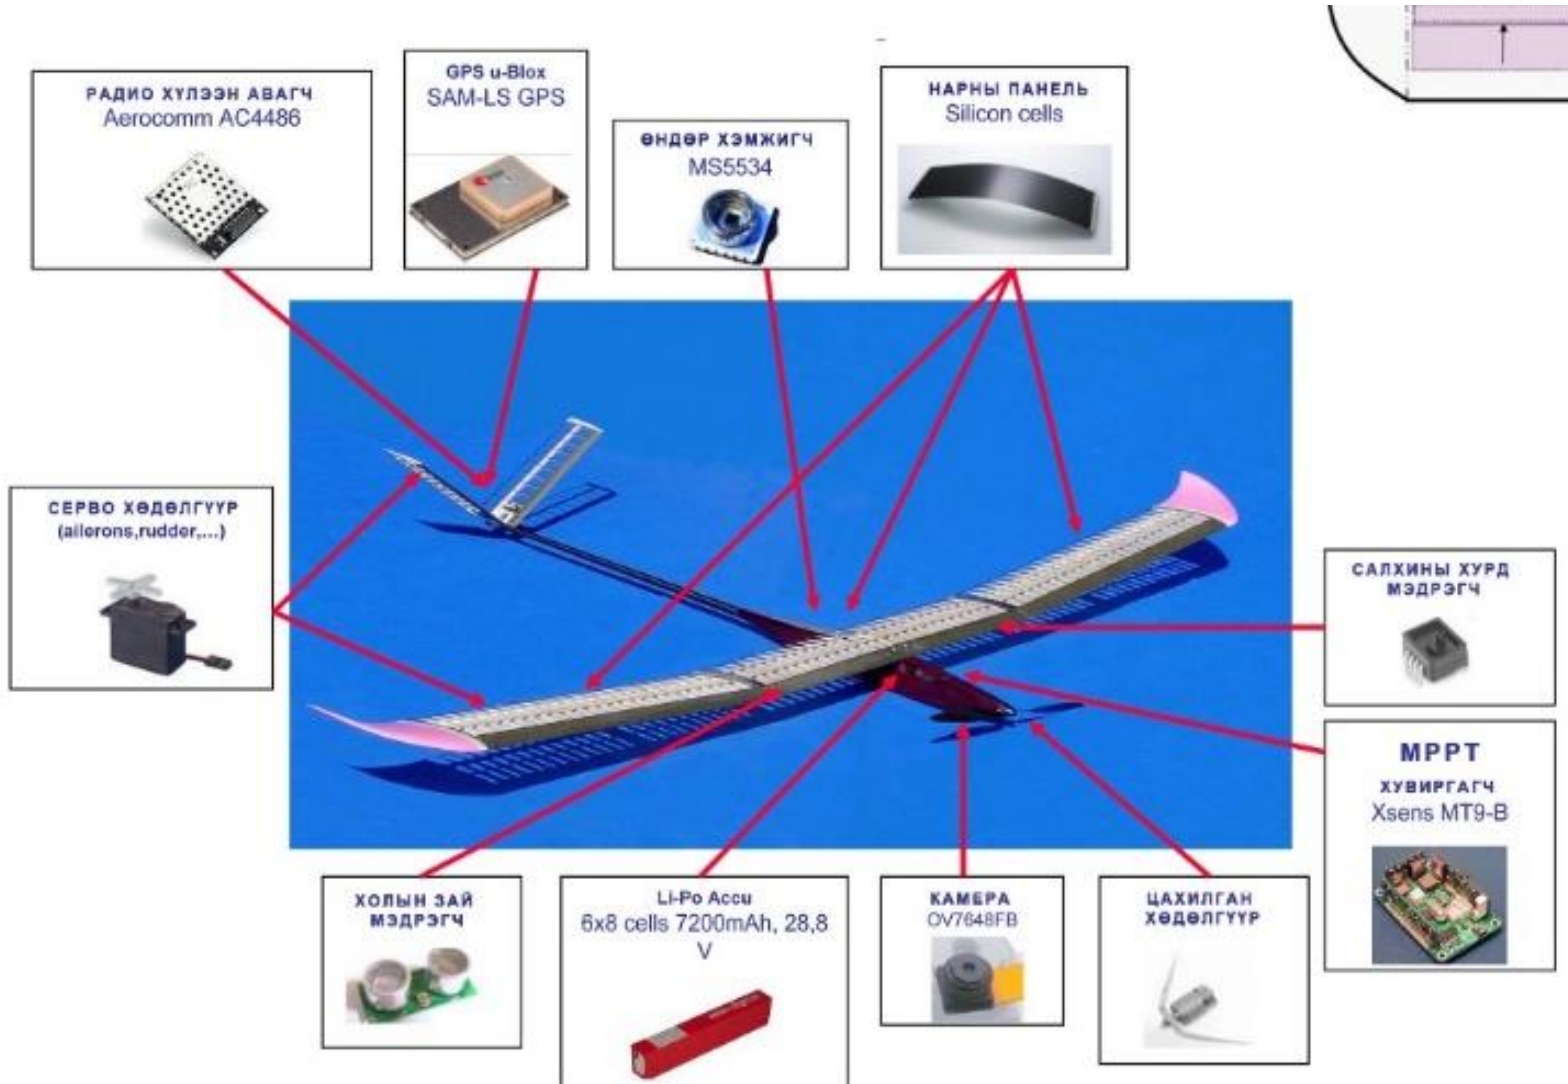 РАДИО ХҮЛЭЭН АВАГЧ
Aerocomm AC4486
GPS u-Blox
SAM-LS GPS
ӨНДӨР ХЭМЖИГЧ
MS5534
НАРНЫ ПАНЕЛЬ
Silicon cells
СЕРВО ХӨДӨЛГҮҮР
(ailerons,rudder,...)
САЛХИНЫ ХУРД
МЭДРЭГЧ
МРРТ
ХУВИРГАГЧ
Xsens MT9-B
ХОЛЫН ЗАЙ
МЭДРЭГЧ
Li-Po Accu
6x8 cells 7200mAh, 28,8
V
КАМЕРА
OV7648FB
ЦАХИЛГАН
ХӨДӨЛГҮҮР